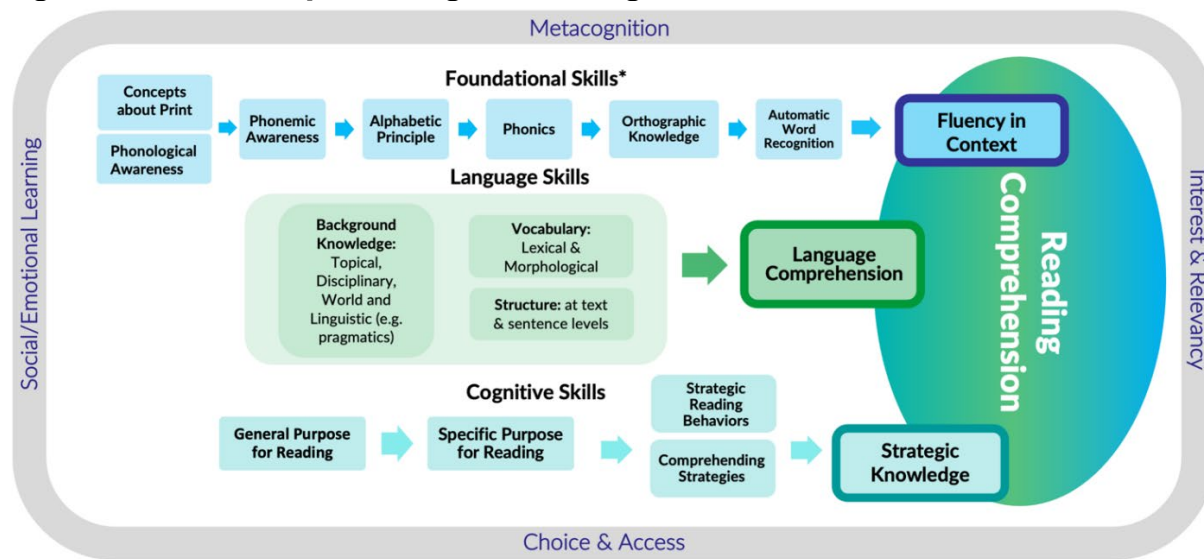 Metacognition
Foundational Skills*
Concepts
about Print
Phonological
Awareness
Phonemic
Awareness
Alphabetic
Principle
Phonics
Orthographic
Knowledge
Automatic
Word
Recognition
Fluency in
Context
Language Skills
Background
Knowledge:
Topical,
Disciplinary,
World and
Linguistic (e.g.
pragmatics)
Vocabulary:
Lexical &
Morphological
Structure: at text
& sentence levels
Language
Comprehension
Cognitive Skills
General Purpose
for Reading
Specific Purpose
for Reading
Strategic
Reading
Behaviors
Comprehending
Strategies
Strategic
Knowledge
Reading
Comprehension
Social/Emotional Learning
Interest & Relevancy
Choice & Access